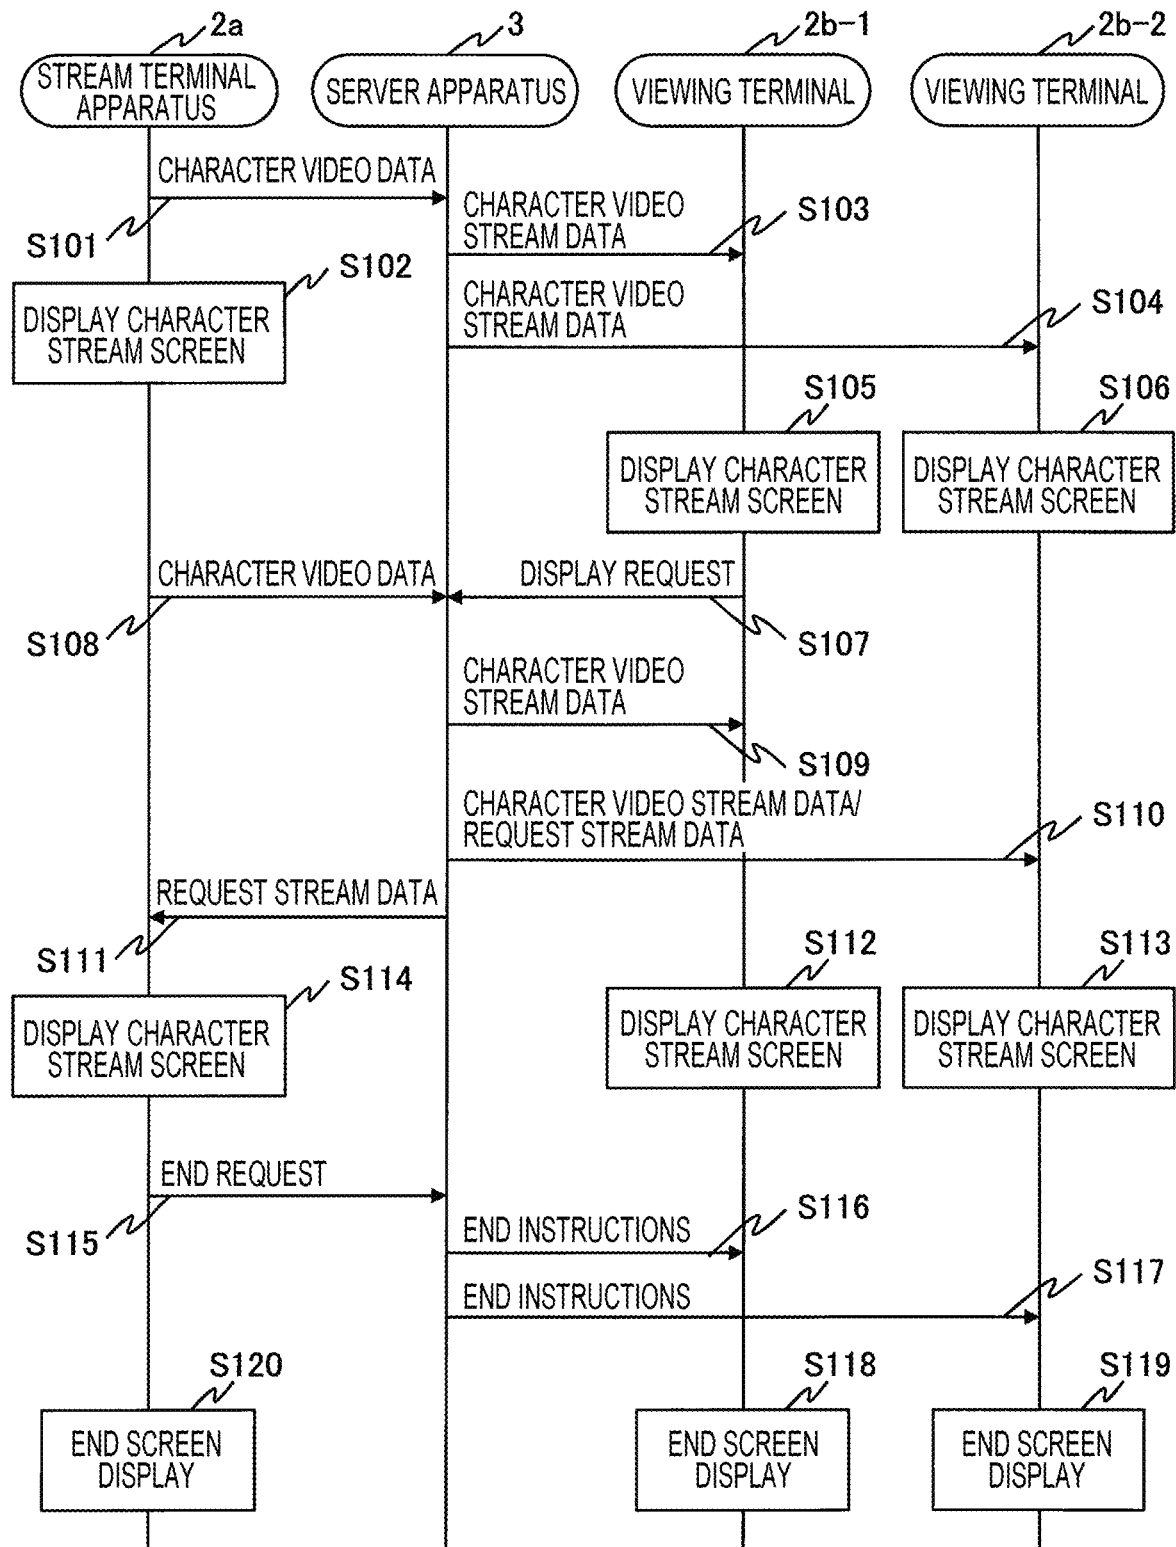 2a
3
2b-1
2b-2
STREAM TERMINAL
APPARATUS
SERVER APPARATUS
VIEWING TERMINAL
VIEWING TERMINAL
CHARACTER VIDEO DATA
S101
CHARACTER VIDEO
STREAM DATA
S103
S102
DISPLAY CHARACTER
STREAM SCREEN
CHARACTER VIDEO
STREAM DATA
S104
S105
S106
DISPLAY CHARACTER
STREAM SCREEN
DISPLAY CHARACTER
STREAM SCREEN
CHARACTER VIDEO DATA
DISPLAY REQUEST
S108
S107
CHARACTER VIDEO
STREAM DATA
S109
CHARACTER VIDEO STREAM DATA/
REQUEST STREAM DATA
S110
REQUEST STREAM DATA
S111
S112
S113
S114
DISPLAY CHARACTER
STREAM SCREEN
DISPLAY CHARACTER
STREAM SCREEN
DISPLAY CHARACTER
STREAM SCREEN
END REQUEST
S115
END INSTRUCTIONS
S116
END INSTRUCTIONS
S117
S120
S118
S119
END SCREEN
DISPLAY
END SCREEN
DISPLAY
END SCREEN
DISPLAY